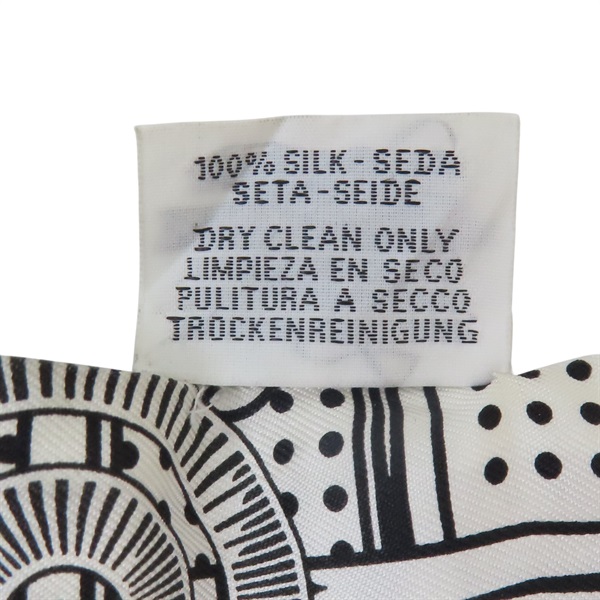 100% SILK - SEDA
SETA - SEIDE
DRY CLEAN ONLY
LIMPIEZA EN SECO
PULITURA A SECCO
TROCKENREINIGUNG